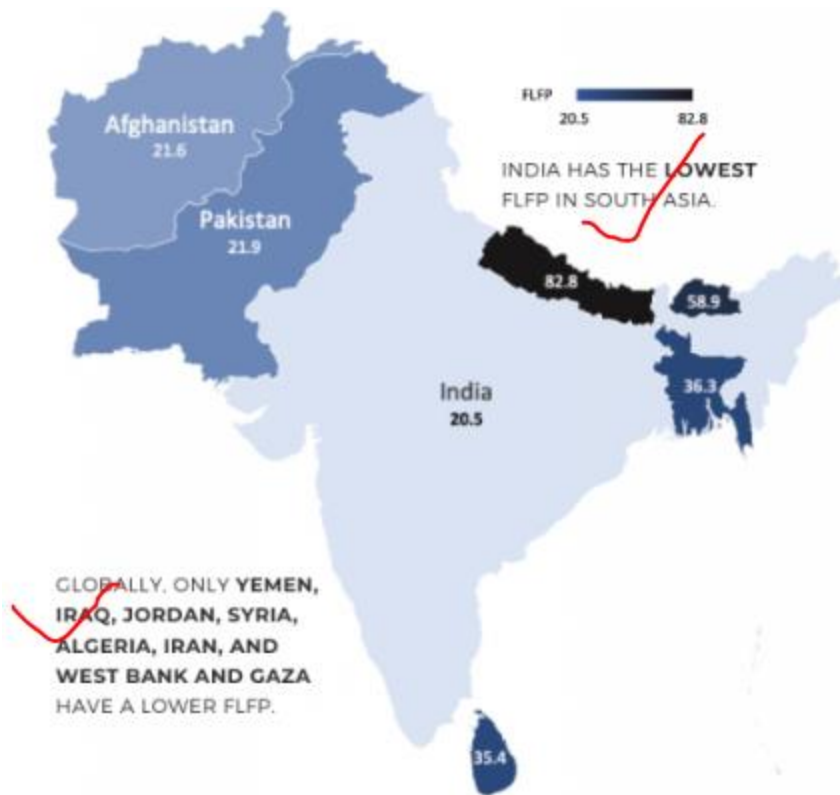 FLFP
20.5 82.8
INDIA HAS THE LOWEST
FLFP IN SOUTH ASIA.
Afghanistan
21.6
Pakistan
21.9
82.8
58.9
36.3
India
20.5
GLOBALLY, ONLY YEMEN,
IRAQ, JORDAN, SYRIA,
ALGERIA, IRAN, AND
WEST BANK AND GAZA
HAVE A LOWER FLFP.
35.4